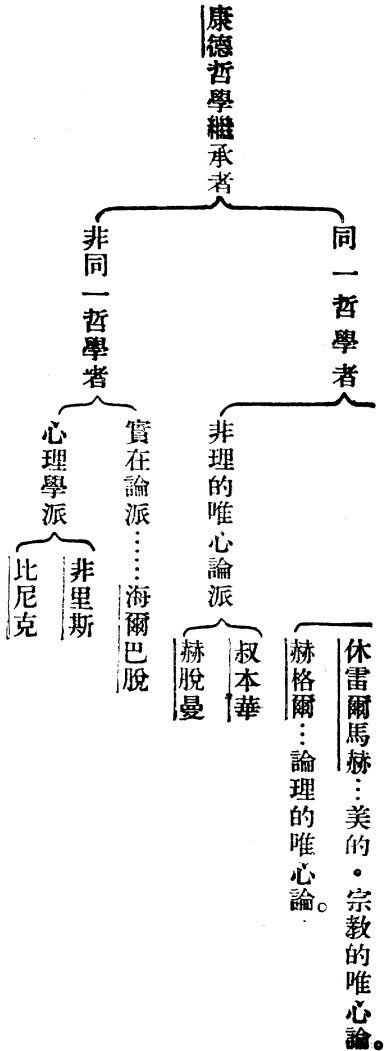 康德哲學繼承者
同一哲學者
休雷爾馬赫…美的・宗教的唯心論。
赫格爾…論理的唯心論。
非理的唯心論派
叔本華
赫脫曼
非同一哲學者
實在論派……海爾巴脫
心理學派
非里斯
比尼克